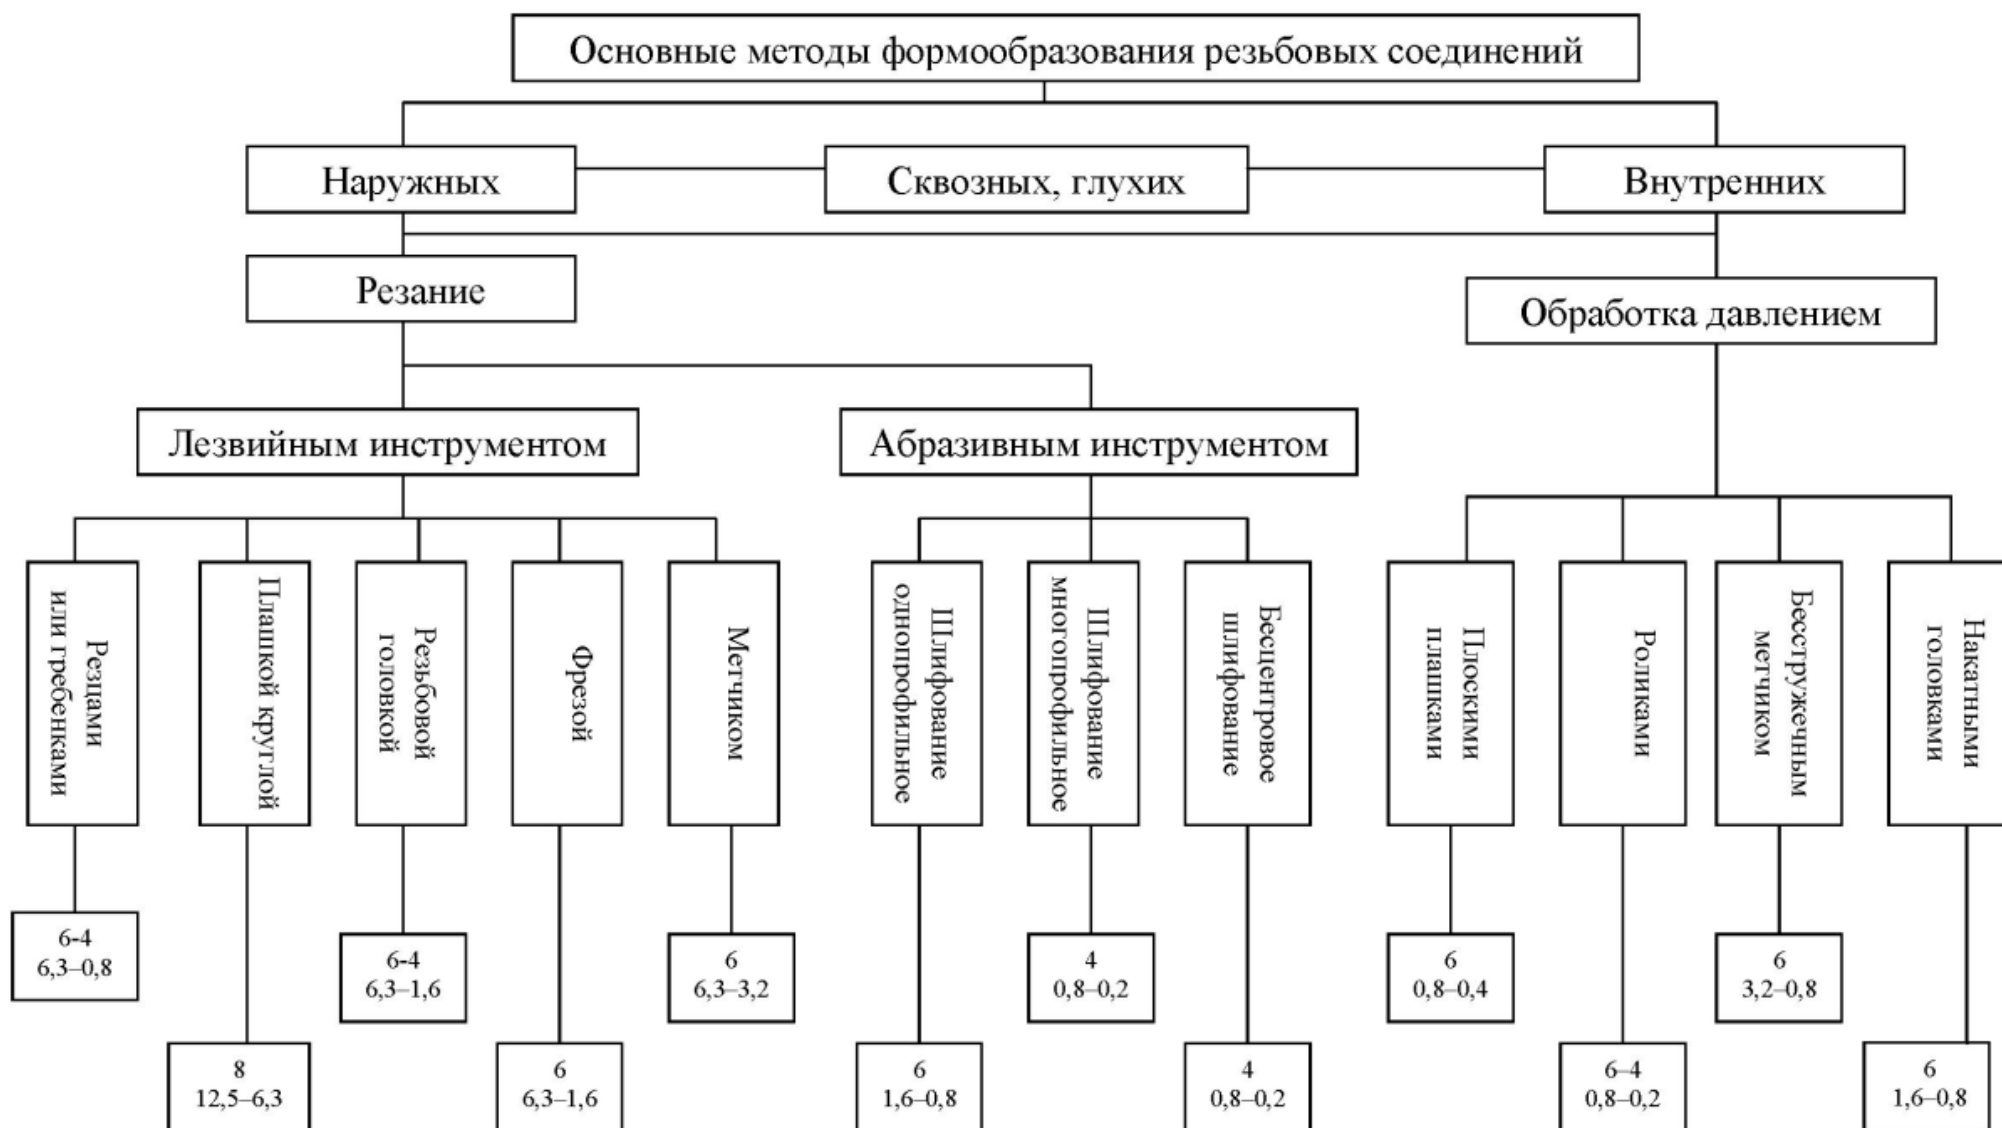 Основные методы формообразования резьбовых соединений
Наружных
Сквозных, глухих
Внутренних
Резание
Обработка давлением
Лезвийным инструментом
Абразивным инструментом
Резцами
или гребенками
Плашкой круглой
Резьбовой
головкой
Фрезой
Метчиком
Шлифование
однопрофильное
Шлифование
многопрофильное
Бесцентровое
шлифование
Плоскими
плашками
Роликами
Бесстружечным
метчиком
Накатными
головками
6-4
6,3–0,8
8
12,5–6,3
6-4
6,3–1,6
6
6,3–1,6
6
6,3–3,2
6
1,6–0,8
4
0,8–0,2
4
0,8–0,2
6
0,8–0,4
6–4
0,8–0,2
6
3,2–0,8
6
1,6–0,8